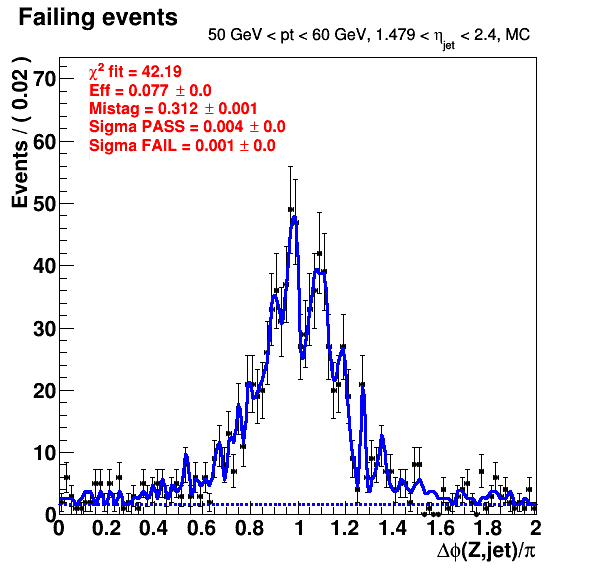 Failing events
50 GeV < pt < 60 GeV, 1.479 < η_jet < 2.4, MC
χ² fit = 42.19
Eff = 0.077 ± 0.0
Mistag = 0.312 ± 0.001
Sigma PASS = 0.004 ± 0.0
Sigma FAIL = 0.001 ± 0.0
Events / ( 0.02 )
70
60
50
40
30
20
10
0
0 0.2 0.4 0.6 0.8 1 1.2 1.4 1.6 1.8 2
Δϕ(Z,jet)/π